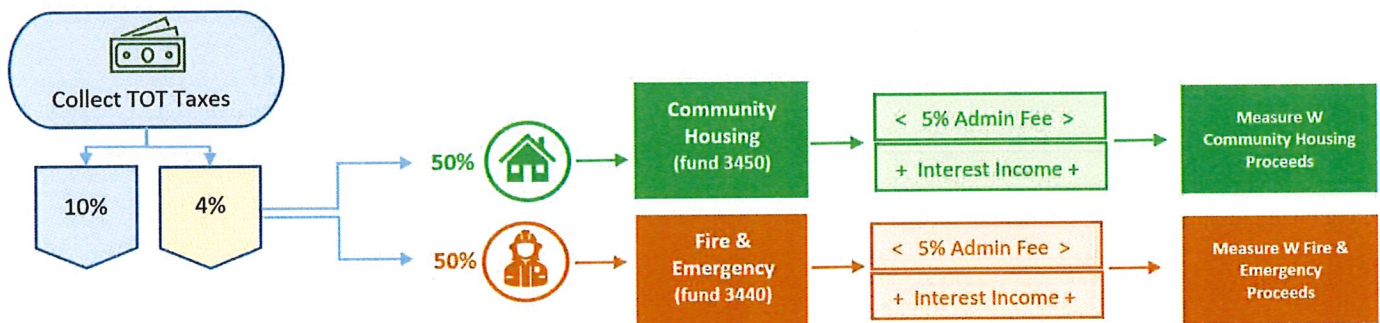 Collect TOT Taxes
10%
4%
50%
Community
Housing
(fund 3450)
< 5% Admin Fee >
+ Interest Income +
Measure W
Community Housing
Proceeds
50%
Fire &
Emergency
(fund 3440)
< 5% Admin Fee >
+ Interest Income +
Measure W Fire &
Emergency
Proceeds